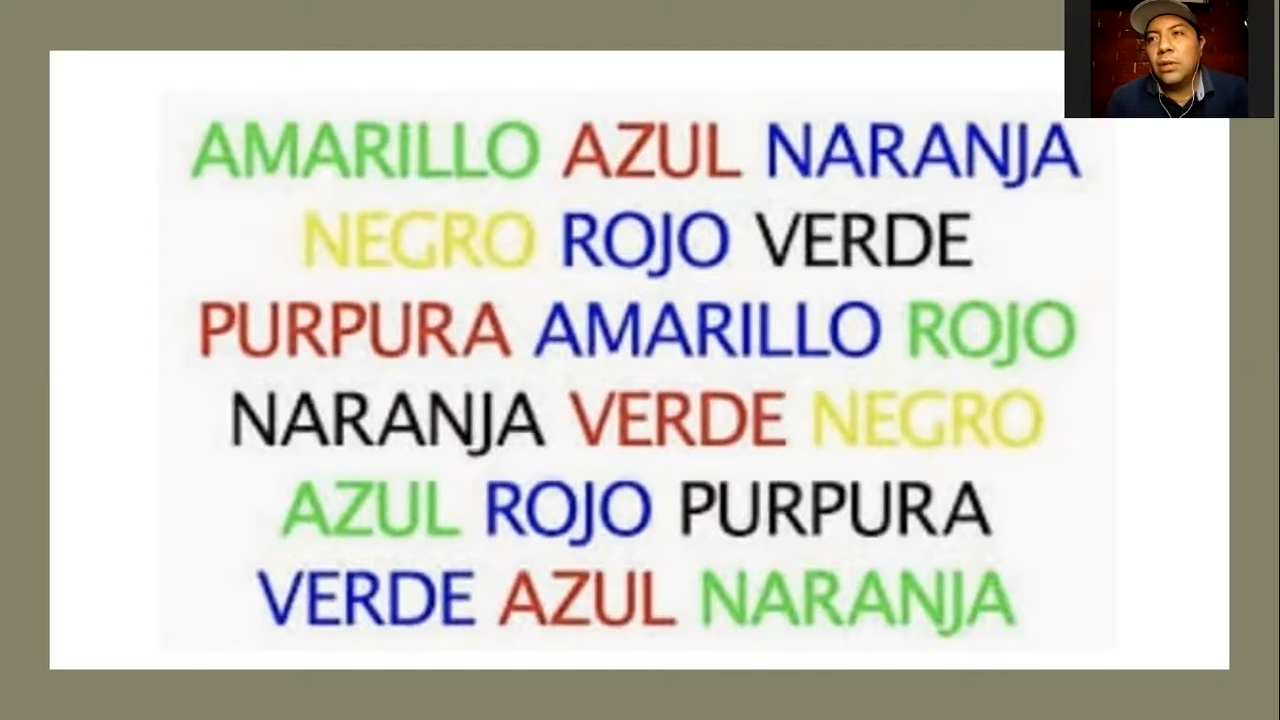 AMARILLO AZUL NARANJA
NEGRO ROJO VERDE
PURPURA AMARILLO ROJO
NARANJA VERDE NEGRO
AZUL ROJO PURPURA
VERDE AZUL NARANJA